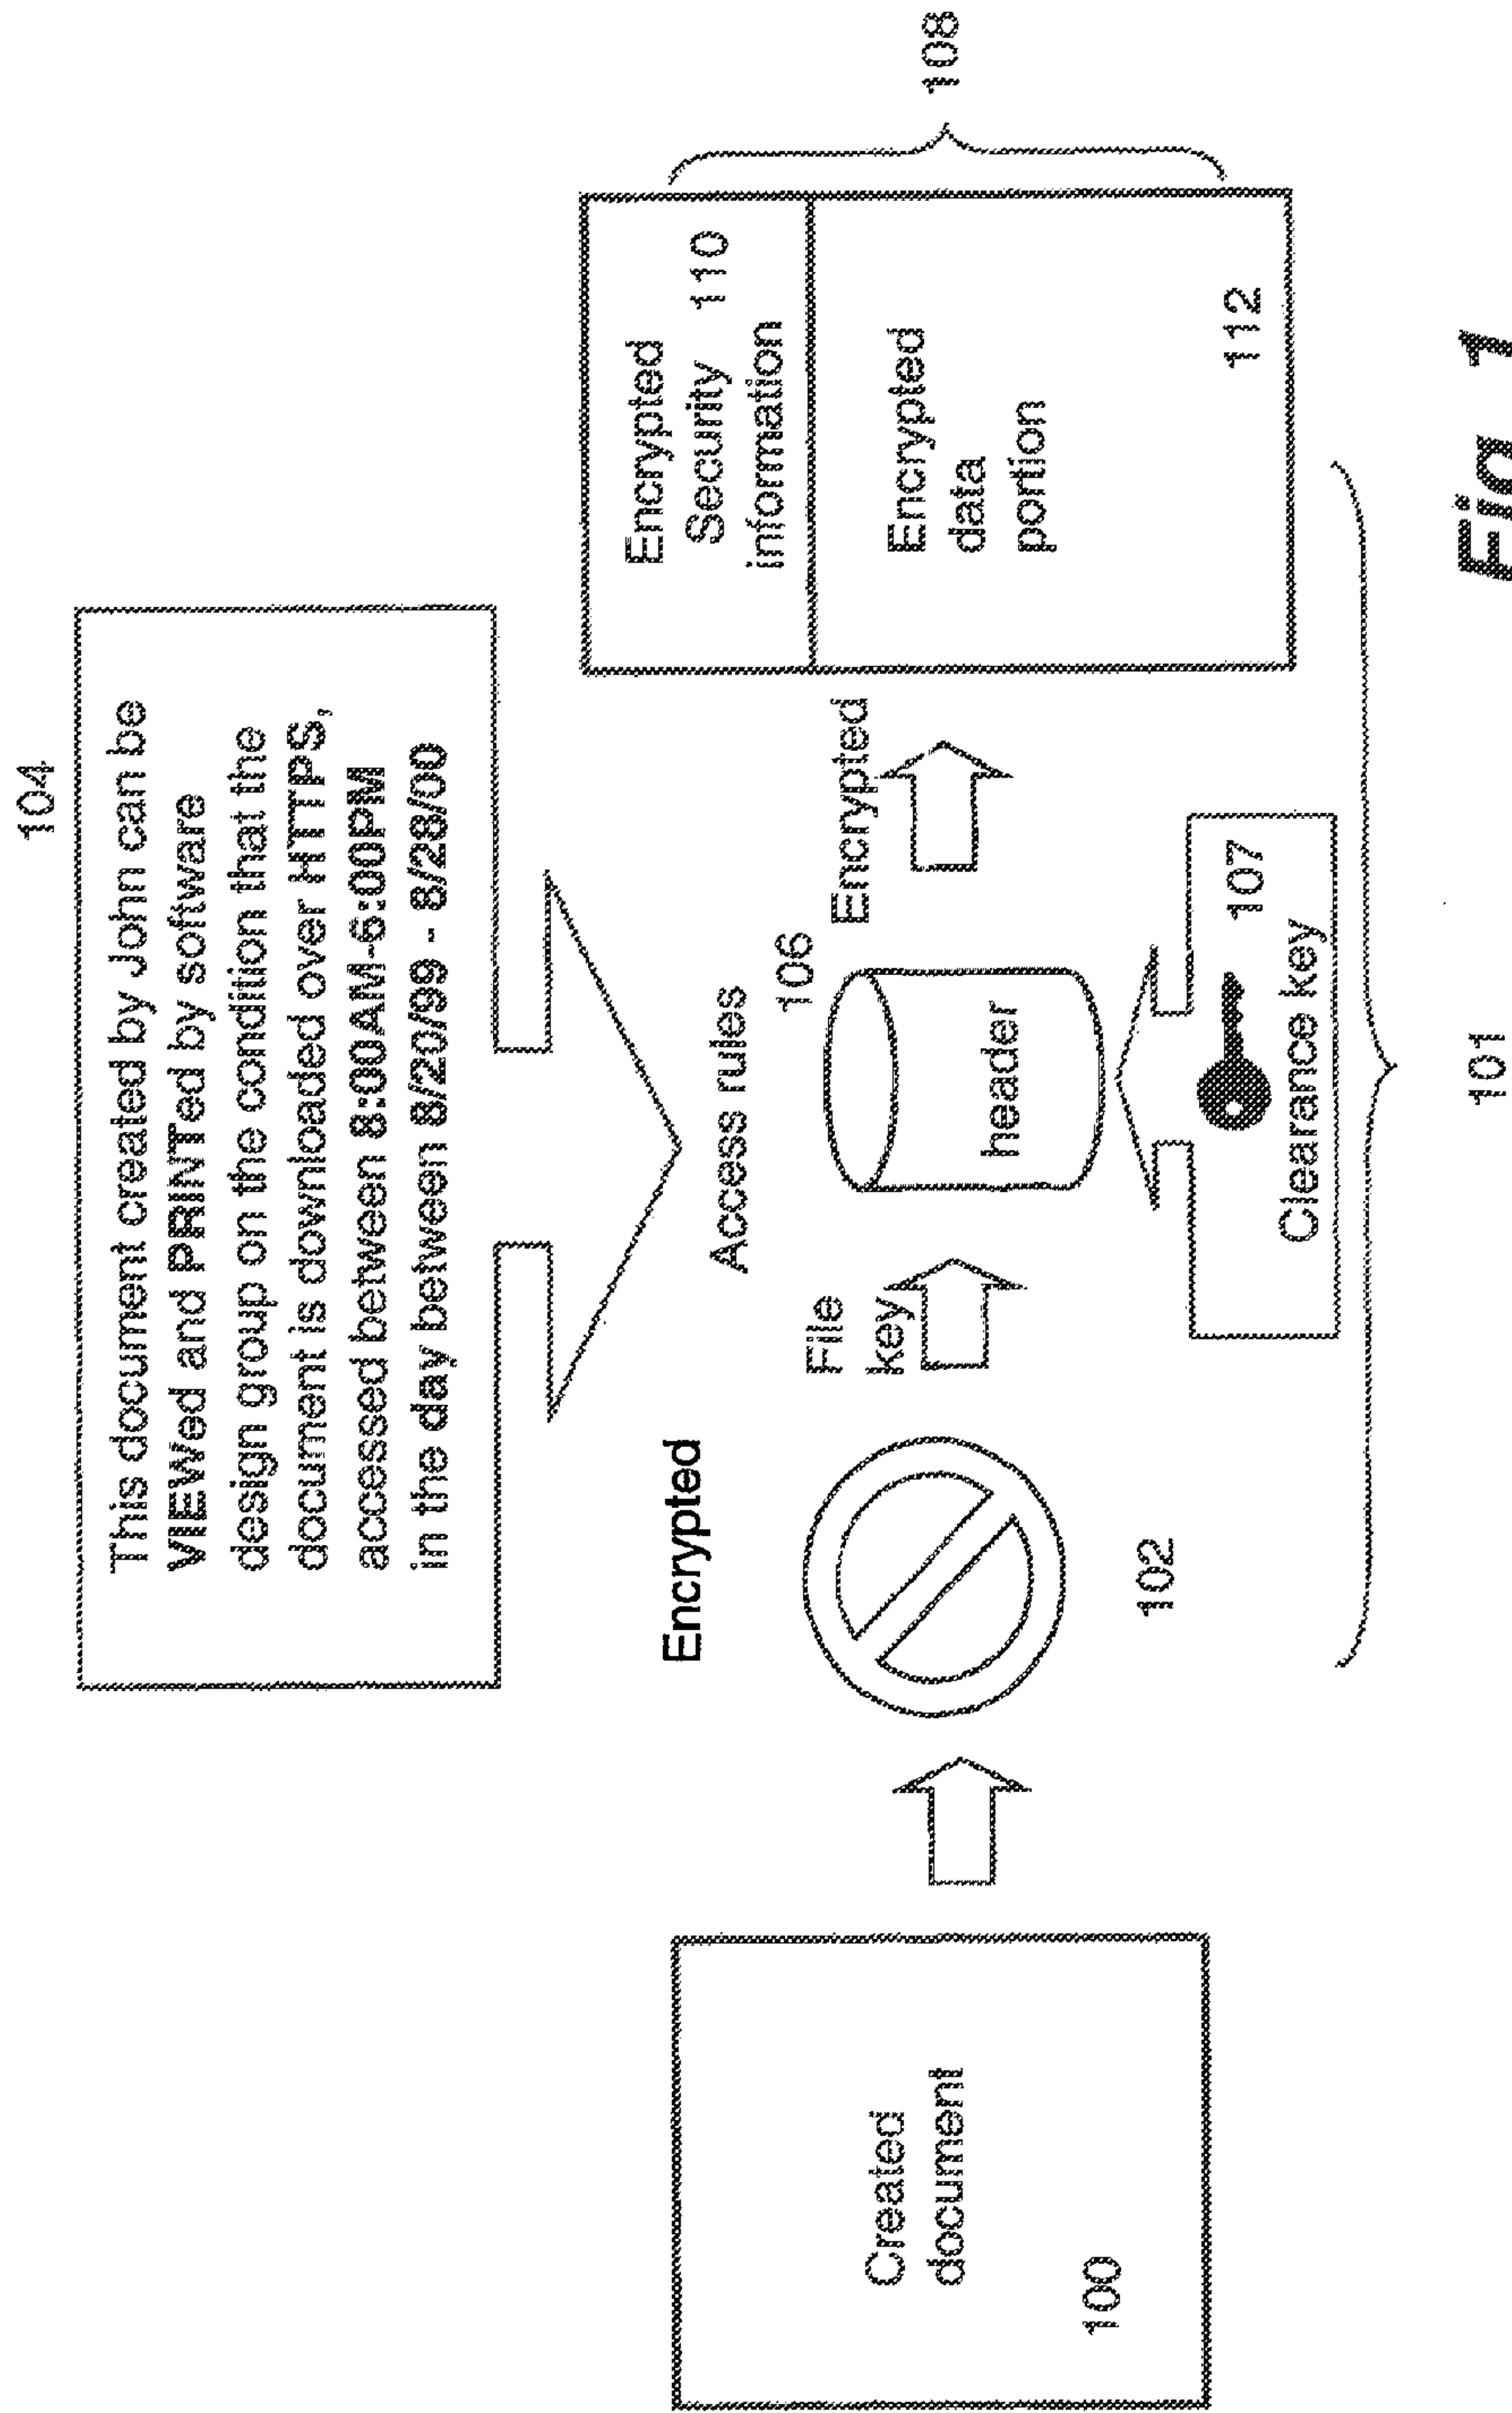 104
This document created by John can be
VIEWed and PRINTed by software
design group on the condition that the
document is downloaded over HTTPS,
accessed between 8:00AM-6:00PM
in the day between 8/20/99 - 8/28/00
Encrypted
Access rules
106
Encrypted
File
key
header
Created
document
100
102
107
Clearance key
Encrypted
Security 110
information
Encrypted
data
portion
112
108
101
Fig. 1